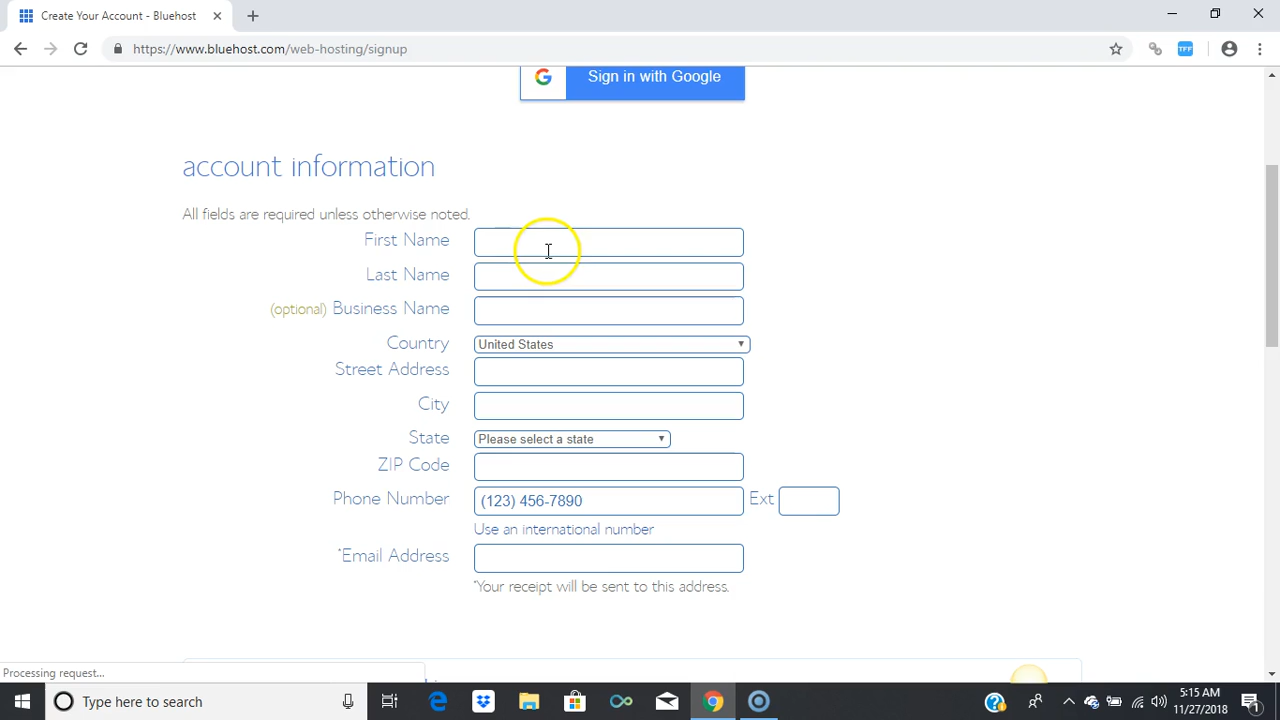 Create Your Account - Bluehost
https://www.bluehost.com/web-hosting/signup
TFF
Sign in with Google
account information
All fields are required unless otherwise noted.
First Name
Last Name
(optional) Business Name
Country United States
Street Address
City
State Please select a state
ZIP Code
Phone Number (123) 456-7890 Ext
Use an international number
*Email Address
*Your receipt will be sent to this address.
Processing request...
Type here to search
5:15 AM
11/27/2018